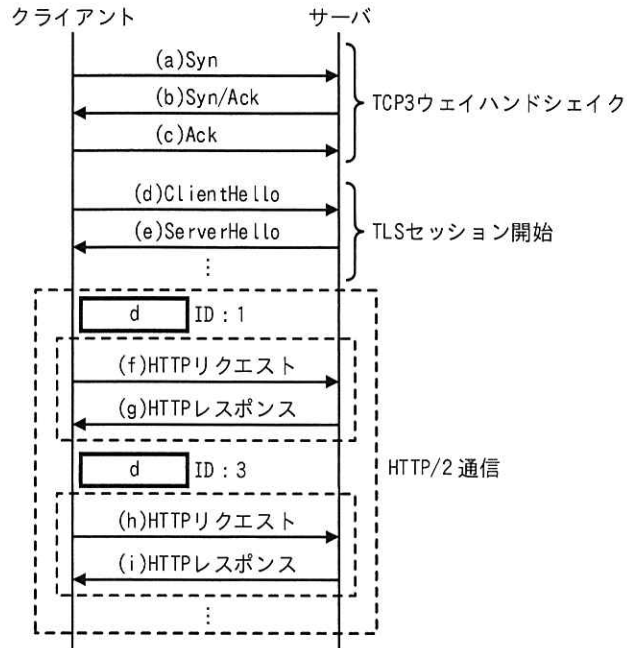 クライアント サーバ
(a)Syn
(b)Syn/Ack
(c)Ack
TCP3ウェイハンドシェイク
(d)ClientHello
(e)ServerHello
⋮
TLSセッション開始
d ID：1
(f)HTTPリクエスト
(g)HTTPレスポンス
d ID：3
HTTP/2通信
(h)HTTPリクエスト
(i)HTTPレスポンス
⋮